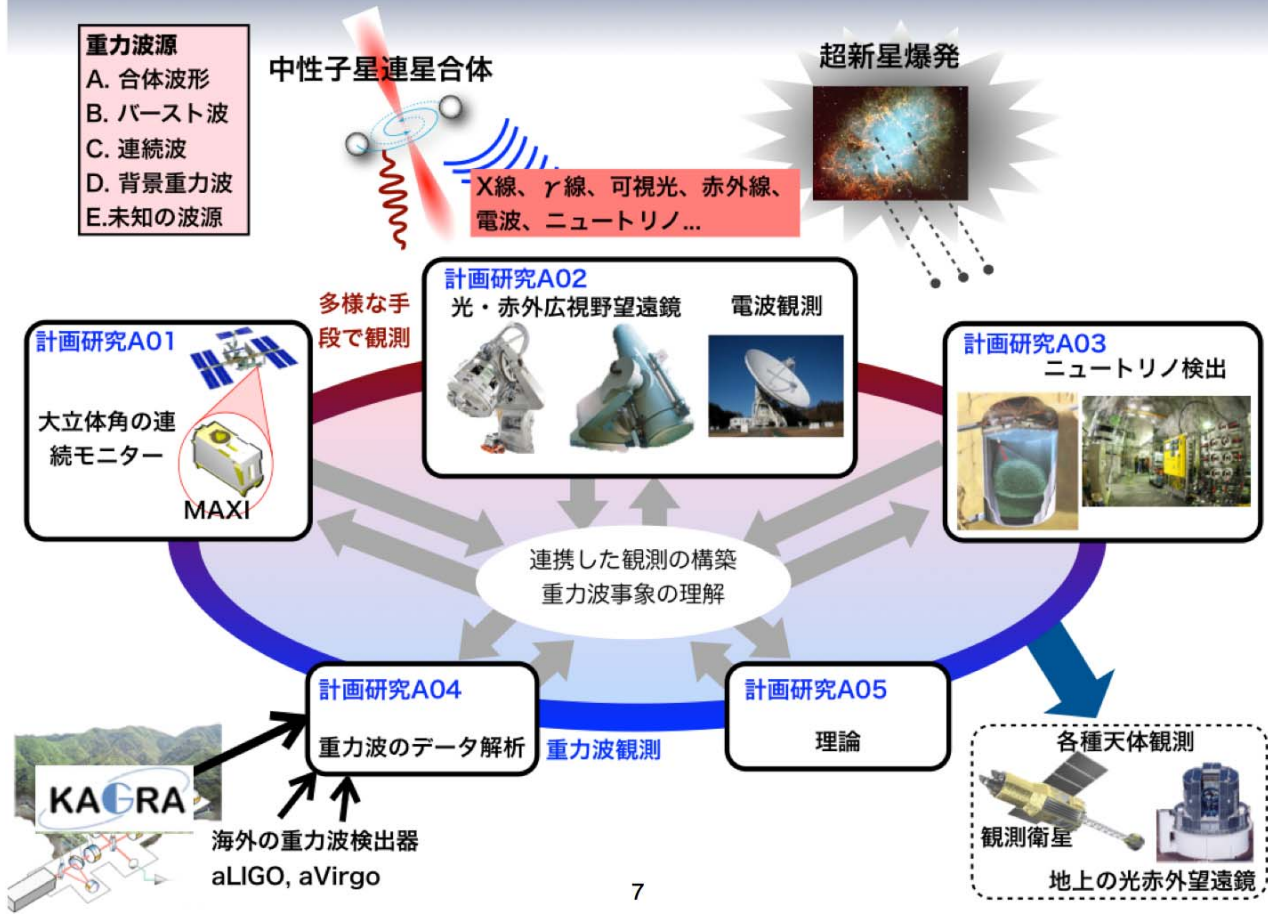 重力波源
A. 合体波形
B. バースト波
C. 連続波
D. 背景重力波
E.未知の波源
中性子星連星合体
超新星爆発
X線、γ線、可視光、赤外線、
電波、ニュートリノ...
多様な手
段で観測
計画研究A01
大立体角の連
続モニター
MAXI
計画研究A02
光・赤外広視野望遠鏡
電波観測
計画研究A03
ニュートリノ検出
連携した観測の構築
重力波事象の理解
計画研究A04
重力波のデータ解析
重力波観測
計画研究A05
理論
KAGRA
海外の重力波検出器
aLIGO, aVirgo
各種天体観測
観測衛星
地上の光赤外望遠鏡
7